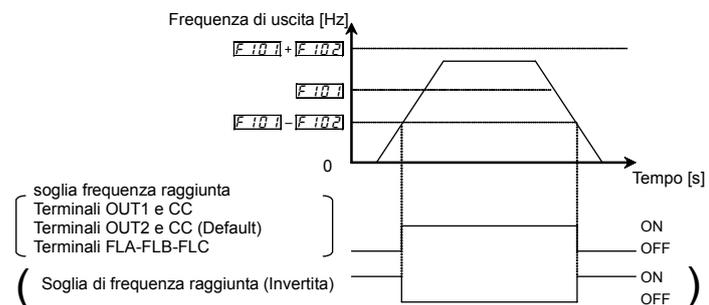 Frequenza di uscita [Hz]
F101+F102
F101
F101-F102
0
Tempo [s]
soglia frequenza raggiunta
Terminali OUT1 e CC
Terminali OUT2 e CC (Default)
Terminali FLA-FLB-FLC
ON
OFF
( Soglia di frequenza raggiunta (Invertita)
ON
OFF )